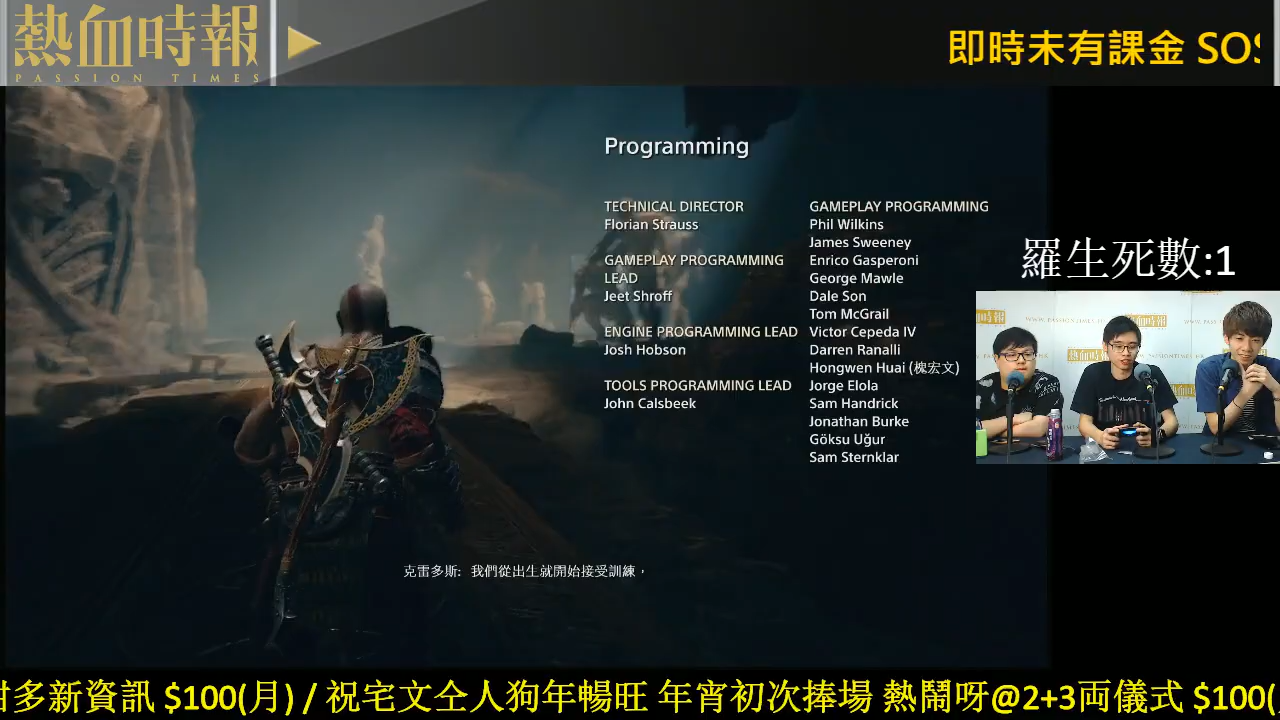 熱血時報
PASSION TIMES
即時未有課金 SOS
Programming
TECHNICAL DIRECTOR
Florian Strauss
GAMEPLAY PROGRAMMING
LEAD
Jeet Shroff
ENGINE PROGRAMMING LEAD
Josh Hobson
TOOLS PROGRAMMING LEAD
John Calsbeek
GAMEPLAY PROGRAMMING
Phil Wilkins
James Sweeney
Enrico Gasperoni
George Mawle
Dale Son
Tom McGrail
Victor Cepeda IV
Darren Ranalli
Hongwen Huai (槐宏文)
Jorge Elola
Sam Handrick
Jonathan Burke
Göksu Uğur
Sam Sternklar
羅生死數:1
克雷多斯: 我們從出生就開始接受訓練，
多新資訊 $100(月) / 祝宅文仝人狗年暢旺 年宵初次捧場 熱鬧呀@2+3両儀式 $100(